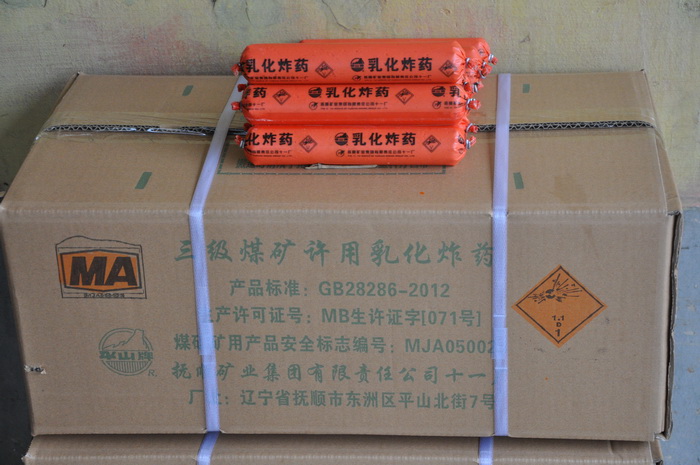 乳化炸药
乳化炸药
乳化炸药
MA
三级煤矿许用乳化炸药
产品标准：GB28286-2012
生产许可证号：MB生许证字[071号]
煤矿矿用产品安全标志编号：MJA05002
抚顺矿业集团有限责任公司十一
厂址：辽宁省抚顺市东洲区平山北街7号
平山牌
R
1.1
D
1